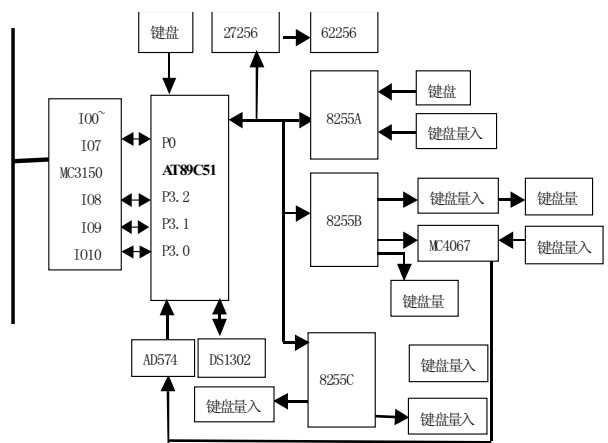 键盘
27256
62256
IO0~
IO7
MC3150
IO8
IO9
IO10
P0
AT89C51
P3.2
P3.1
P3.0
8255A
键盘
键盘量入
8255B
键盘量入
键盘量
MC4067
键盘量入
键盘量
AD574
DS1302
8255C
键盘量入
键盘量入
键盘量入